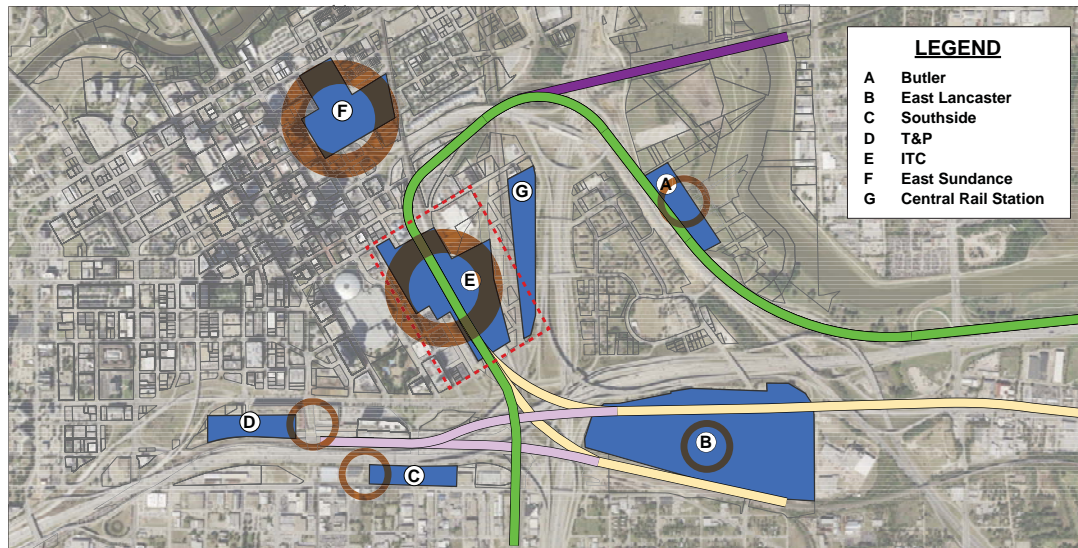 LEGEND
A Butler
B East Lancaster
C Southside
D T&P
E ITC
F East Sundance
G Central Rail Station
F
A
G
E
D
B
C